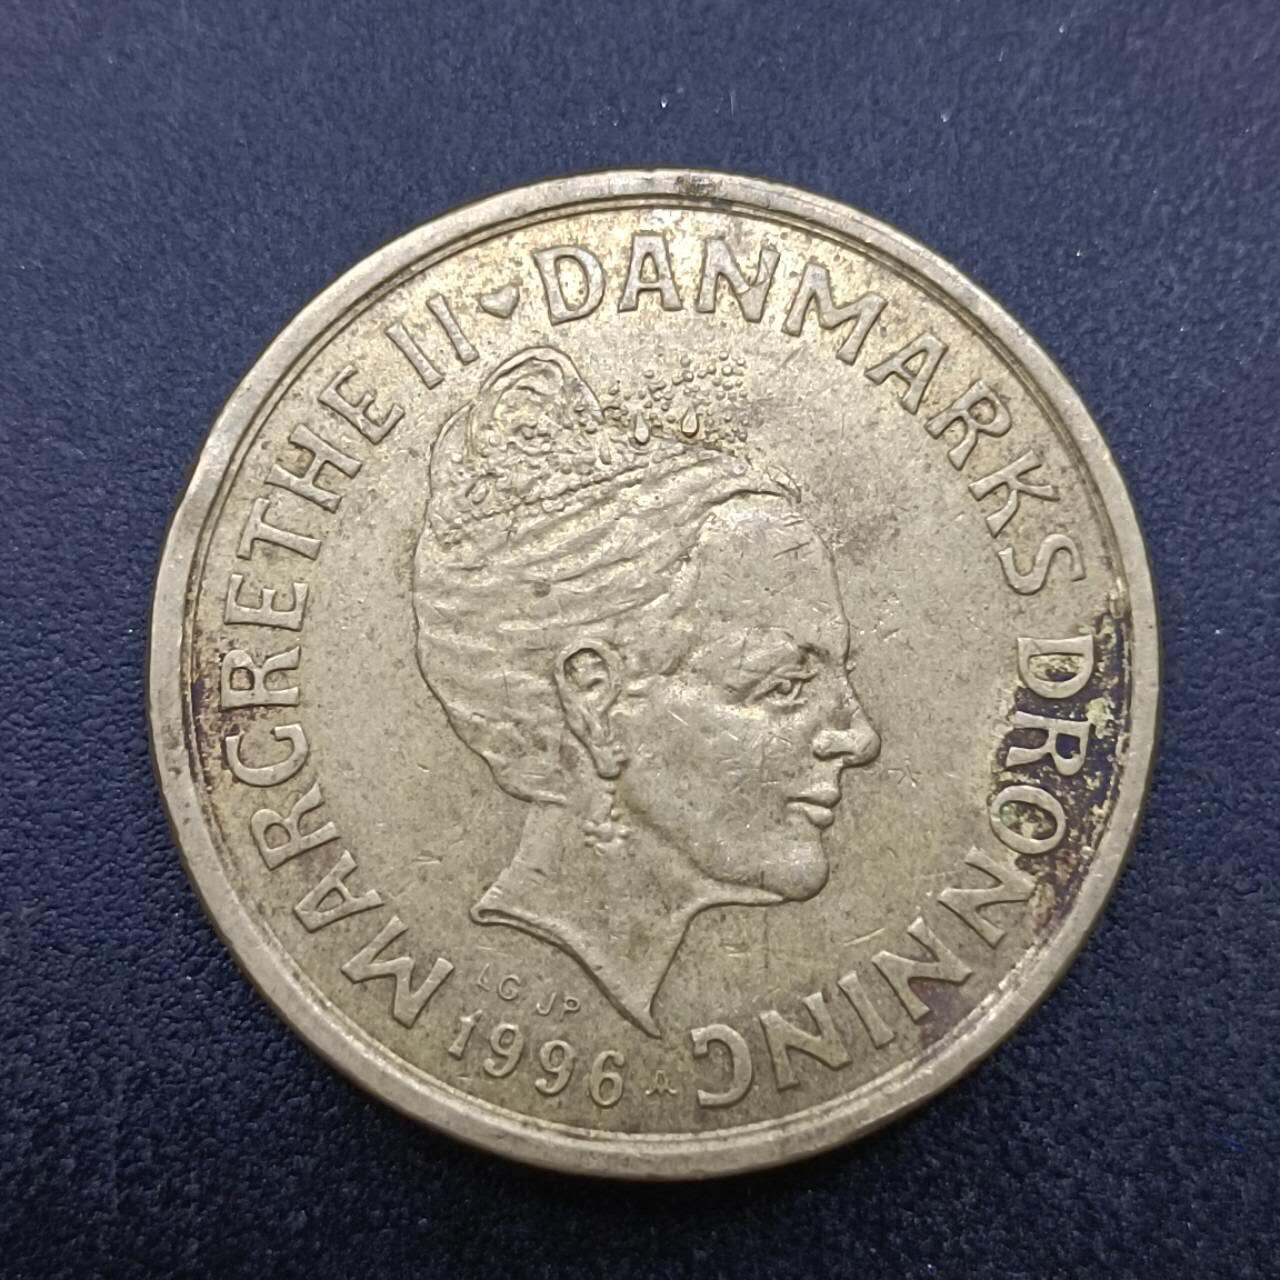 MARGRETHE II ♥ DANMARKS DRONNING
LG JP
1996 A